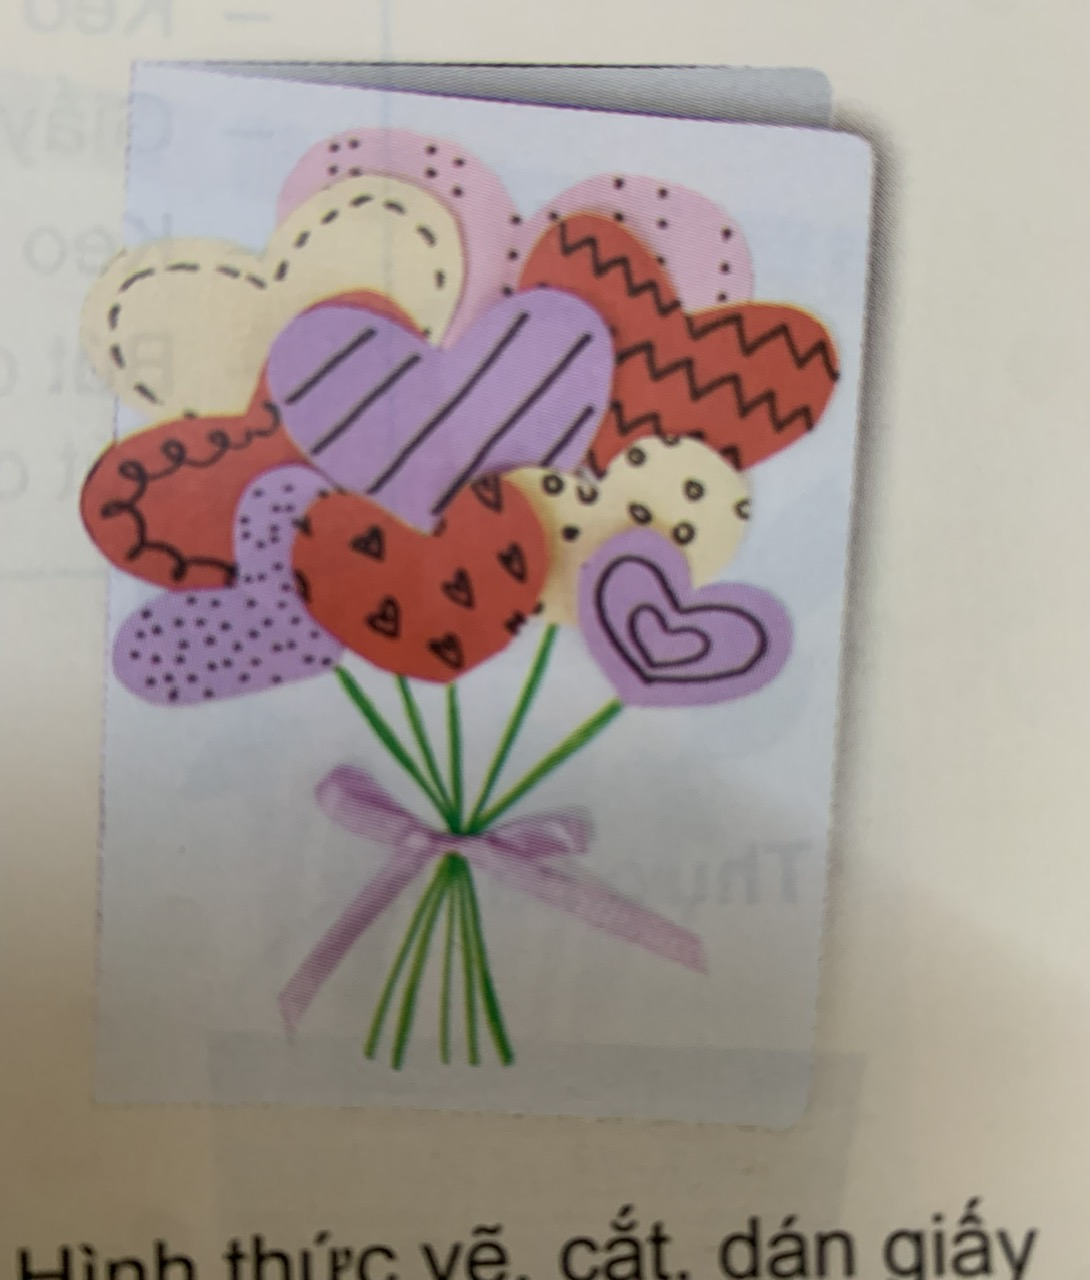 Hình thức vẽ, cắt, dán giấy